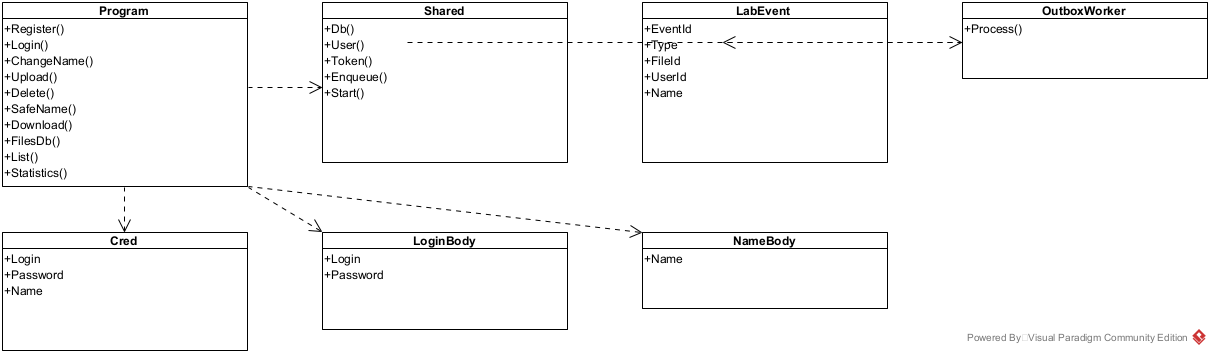 Program
+Register()
+Login()
+ChangeName()
+Upload()
+Delete()
+SafeName()
+Download()
+FilesDb()
+List()
+Statistics()
Shared
+Db()
+User()
+Token()
+Enqueue()
+Start()
LabEvent
+EventId
+Type
+FileId
+UserId
+Name
OutboxWorker
+Process()
Cred
+Login
+Password
+Name
LoginBody
+Login
+Password
NameBody
+Name
Powered By Visual Paradigm Community Edition